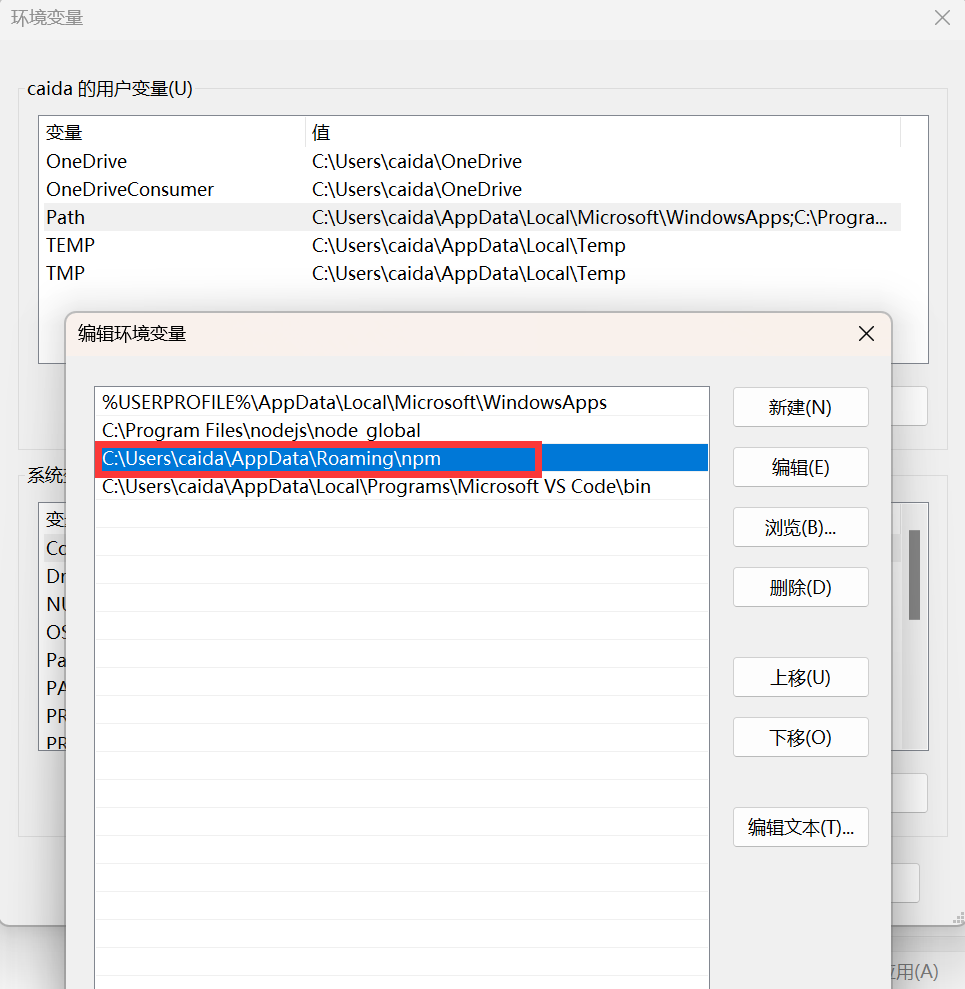 环境变量
caida 的用户变量(U)
变量 值
OneDrive C:\Users\caida\OneDrive
OneDriveConsumer C:\Users\caida\OneDrive
Path C:\Users\caida\AppData\Local\Microsoft\WindowsApps;C:\Progra...
TEMP C:\Users\caida\AppData\Local\Temp
TMP C:\Users\caida\AppData\Local\Temp
编辑环境变量
%USERPROFILE%\AppData\Local\Microsoft\WindowsApps
C:\Program Files\nodejs\node_global
C:\Users\caida\AppData\Roaming\npm
C:\Users\caida\AppData\Local\Programs\Microsoft VS Code\bin
新建(N)
编辑(E)
浏览(B)...
删除(D)
上移(U)
下移(O)
编辑文本(T)...
系统
变
Co
Dr
NU
OS
Pa
PA
PR
PR
用(A)